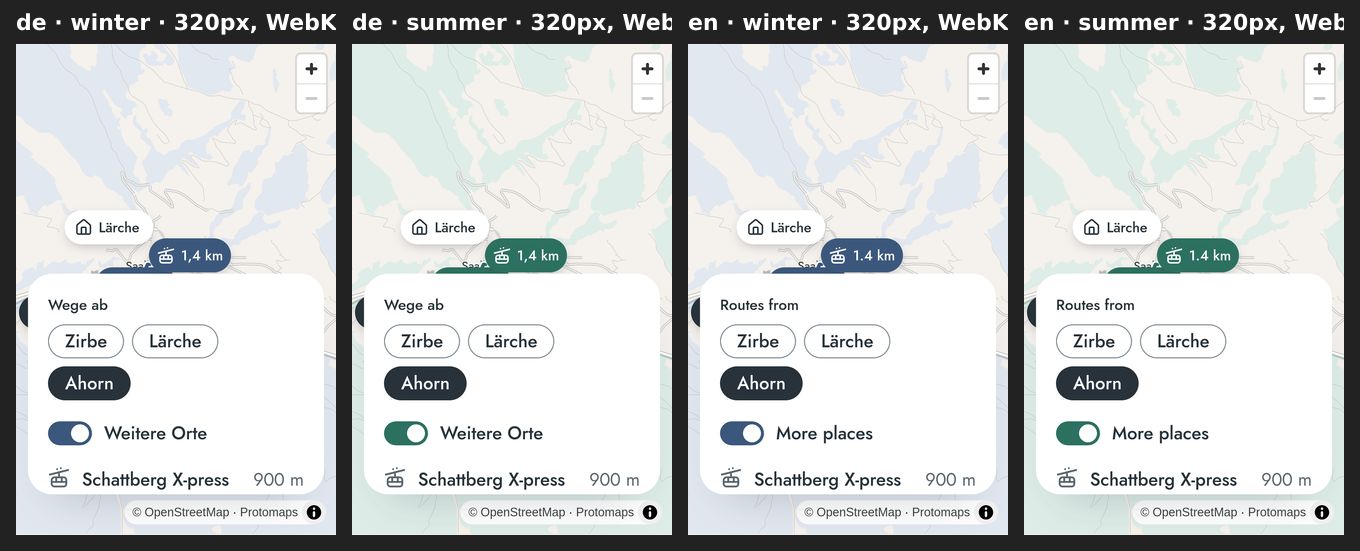 de · winter · 320px, WebK
+
−
Lärche
1,4 km
Wege ab
Zirbe
Lärche
Ahorn
Weitere Orte
Schattberg X-press 900 m
© OpenStreetMap · Protomaps
de · summer · 320px, Web
+
−
Lärche
1,4 km
Wege ab
Zirbe
Lärche
Ahorn
Weitere Orte
Schattberg X-press 900 m
© OpenStreetMap · Protomaps
en · winter · 320px, WebK
+
−
Lärche
1.4 km
Routes from
Zirbe
Lärche
Ahorn
More places
Schattberg X-press 900 m
© OpenStreetMap · Protomaps
en · summer · 320px, Web
+
−
Lärche
1.4 km
Routes from
Zirbe
Lärche
Ahorn
More places
Schattberg X-press 900 m
© OpenStreetMap · Protomaps